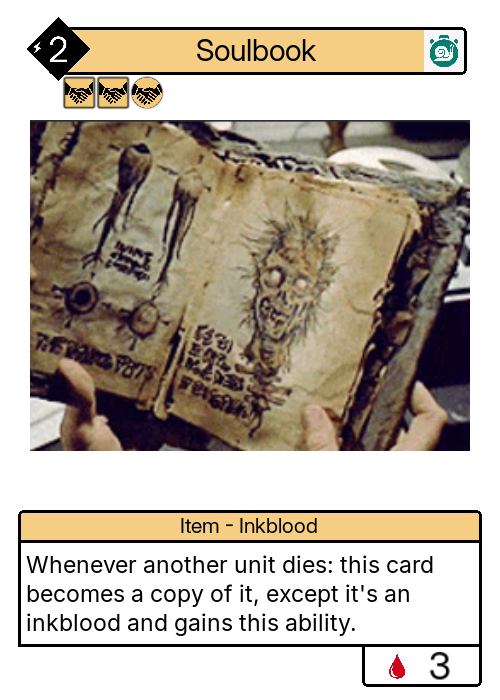 2
Soulbook
Item - Inkblood
Whenever another unit dies: this card
becomes a copy of it, except it's an
inkblood and gains this ability.
3